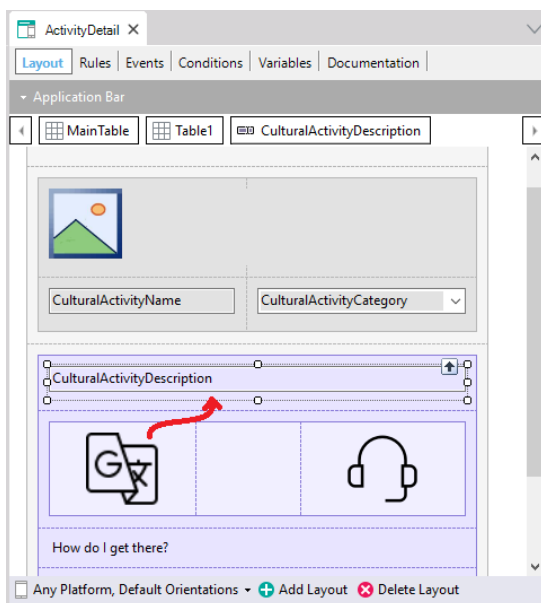 ActivityDetail
Layout Rules Events Conditions Variables Documentation
Application Bar
MainTable Table1 CulturalActivityDescription
CulturalActivityName CulturalActivityCategory
CulturalActivityDescription
G 文
How do I get there?
Any Platform, Default Orientations Add Layout Delete Layout